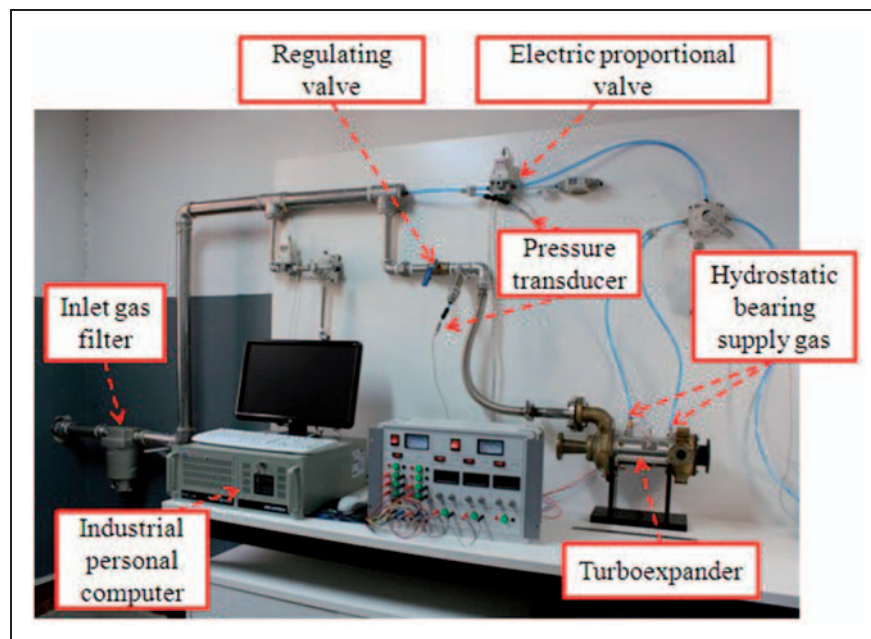 Regulating
valve
Electric proportional
valve
Pressure
transducer
Hydrostatic
bearing
supply gas
Inlet gas
filter
Industrial
personal
computer
Turboexpander